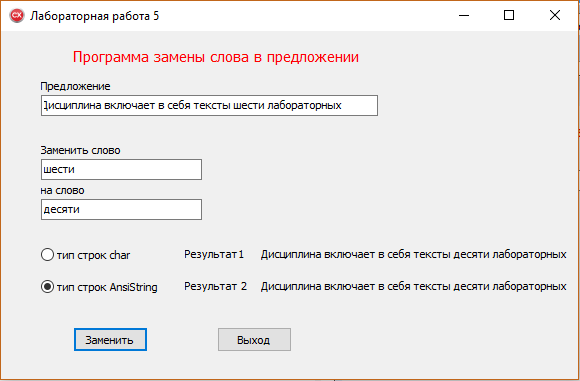 Лабораторная работа 5
Программа замены слова в предложении
Предложение
Дисциплина включает в себя тексты шести лабораторных
Заменить слово
шести
на слово
десяти
тип строк char Результат1 Дисциплина включает в себя тексты десяти лабораторных
тип строк AnsiString Результат 2 Дисциплина включает в себя тексты десяти лабораторных
Заменить Выход